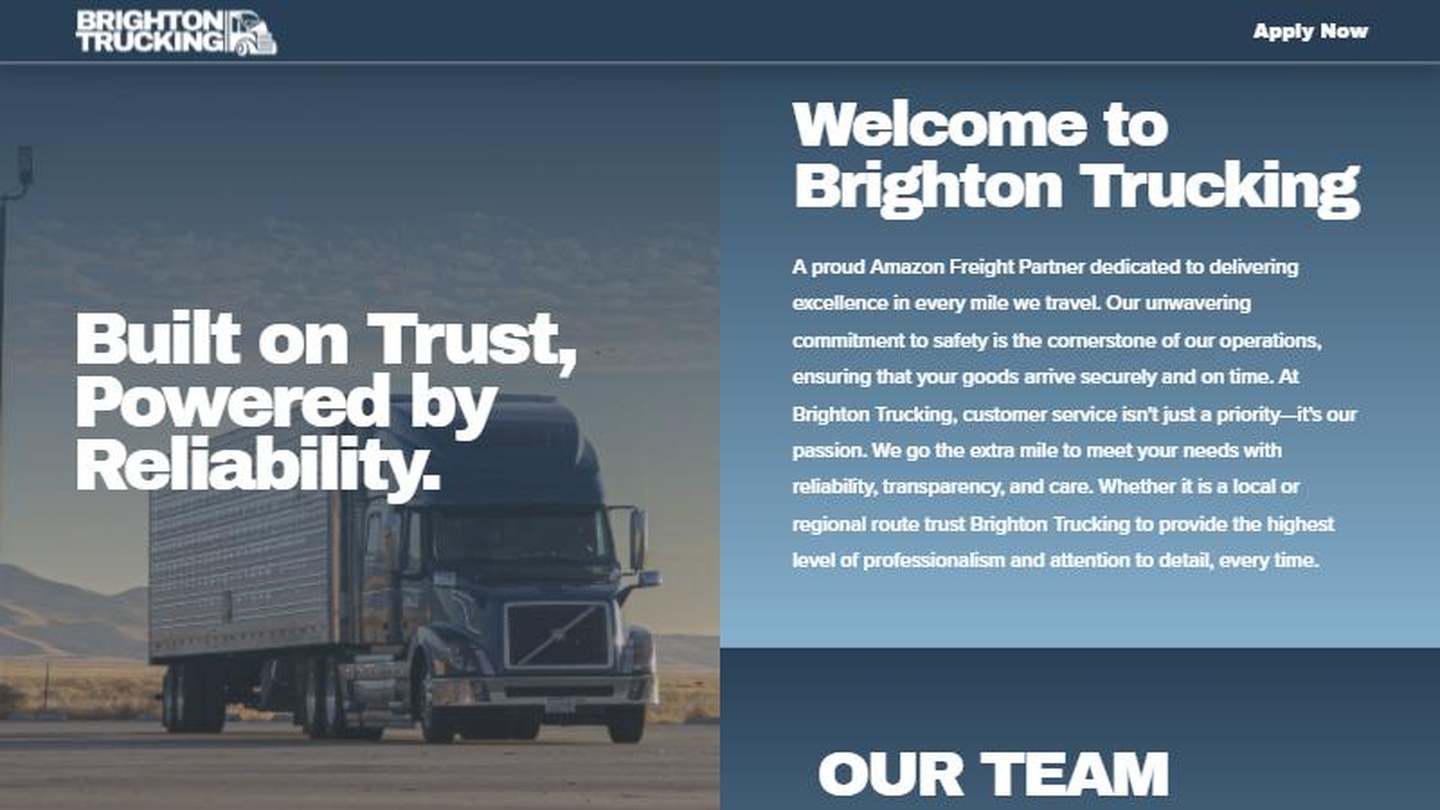 BRIGHTON
TRUCKING
Apply Now
Built on Trust,
Powered by
Reliability.
Welcome to
Brighton Trucking
A proud Amazon Freight Partner dedicated to delivering
excellence in every mile we travel. Our unwavering
commitment to safety is the cornerstone of our operations,
ensuring that your goods arrive securely and on time. At
Brighton Trucking, customer service isn't just a priority—it's our
passion. We go the extra mile to meet your needs with
reliability, transparency, and care. Whether it is a local or
regional route trust Brighton Trucking to provide the highest
level of professionalism and attention to detail, every time.
OUR TEAM